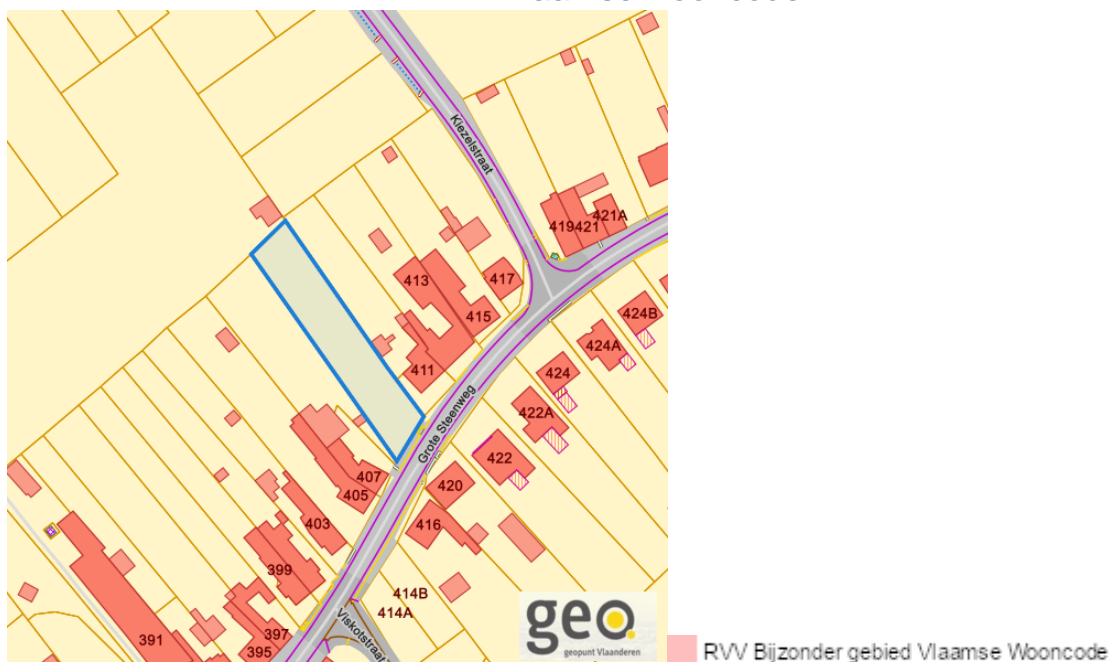 Kiezelstraat
419 421 421A
413
417
415
424B
424A
411
424
422A
Grote Steenweg
422
407
405
420
416
403
399
414B
414A
397
395
391
Viskotstraat
geo
geopunt Vlaanderen
RVV Bijzonder gebied Vlaamse Wooncode